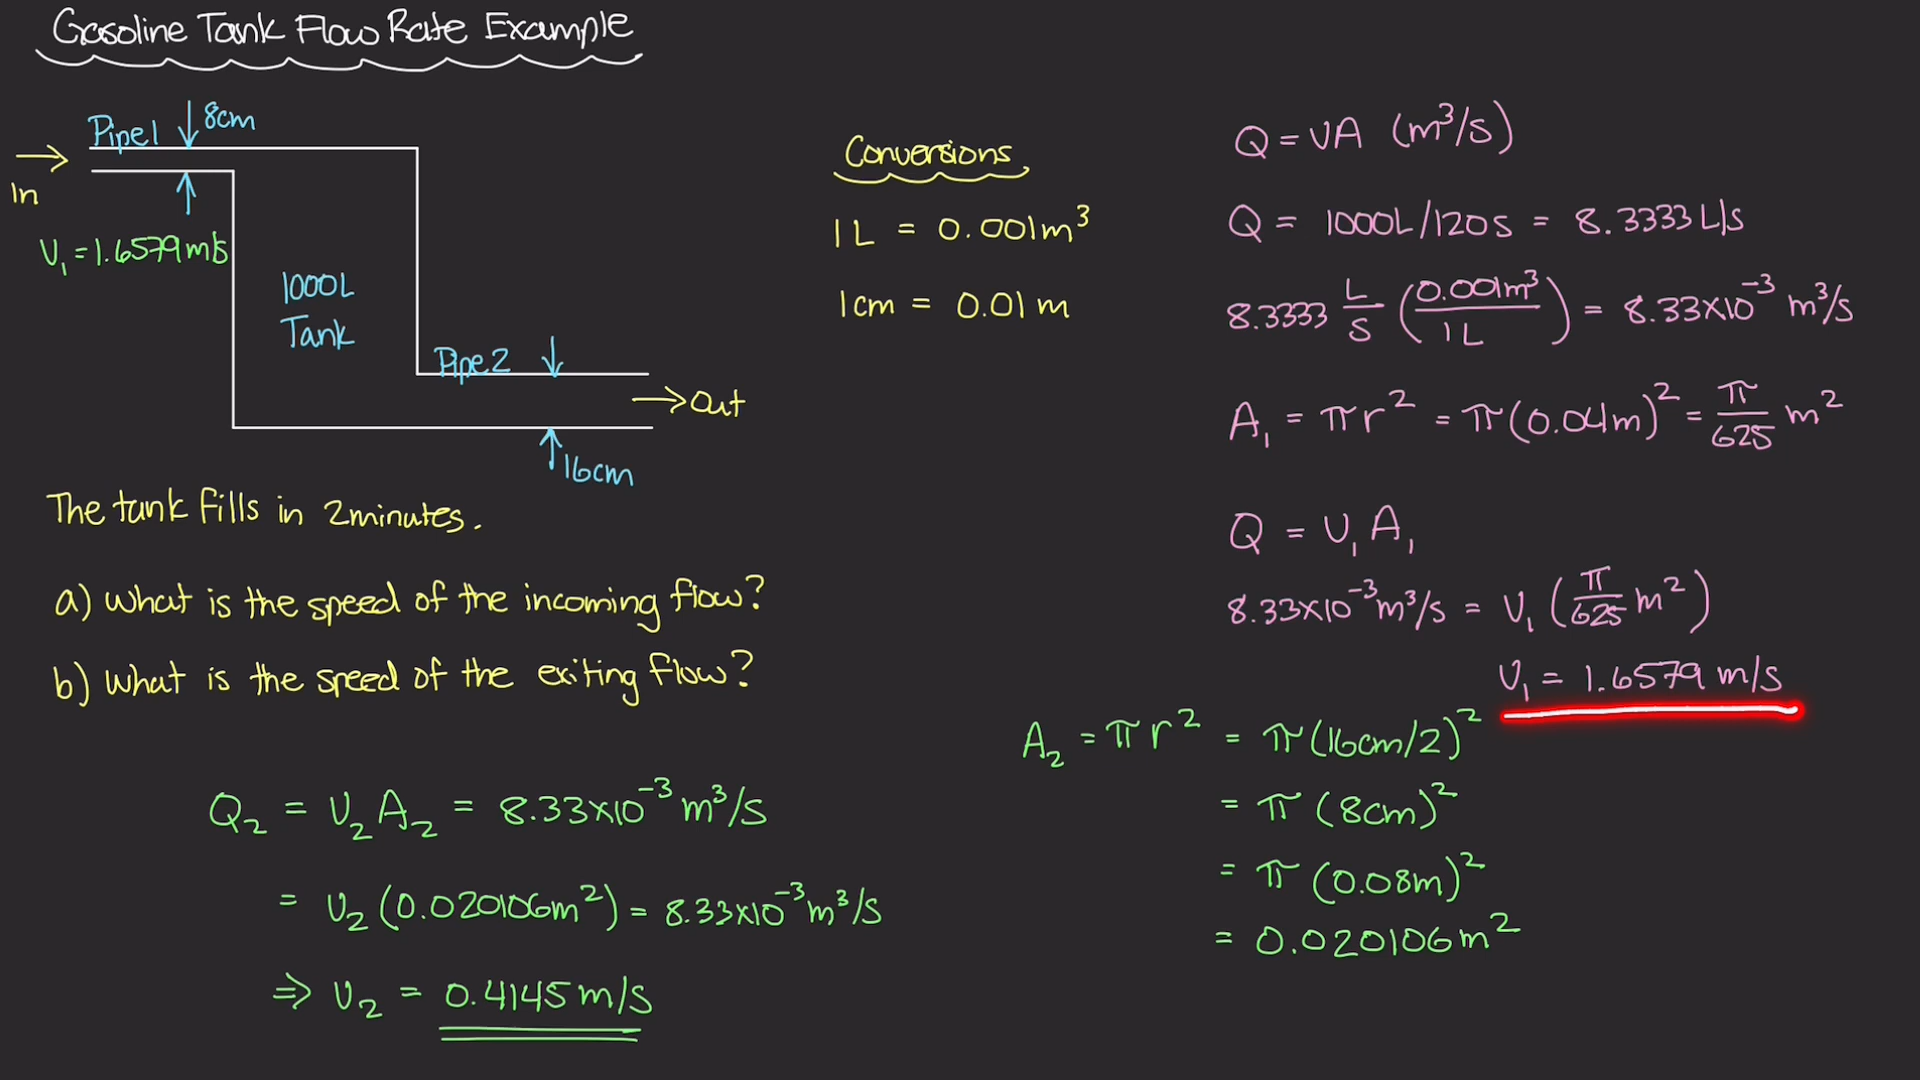 Gasoline Tank Flow Rate Example
Pipe1
8cm
In
V₁ = 1.6579 m/s
1000L
Tank
Pipe2
Out
16cm
The tank fills in 2minutes.
a) What is the speed of the incoming flow?
b) What is the speed of the exiting flow?
Q₂ = V₂ A₂ = 8.33x10⁻³ m³/s
= V₂ (0.020106m²) = 8.33x10⁻³ m³/s
⇒ V₂ = 0.4145 m/s
Conversions
1 L = 0.001m³
1cm = 0.01 m
Q = VA (m³/s)
Q = 1000L/120s = 8.3333 L/s
8.3333 L/s (0.001m³/1L) = 8.33x10⁻³ m³/s
A₁ = πr² = π(0.04m)² = π/625 m²
Q = V₁ A₁
8.33x10⁻³ m³/s = V₁ (π/625 m²)
V₁ = 1.6579 m/s
A₂ = πr² = π(16cm/2)²
= π (8cm)²
= π (0.08m)²
= 0.020106m²